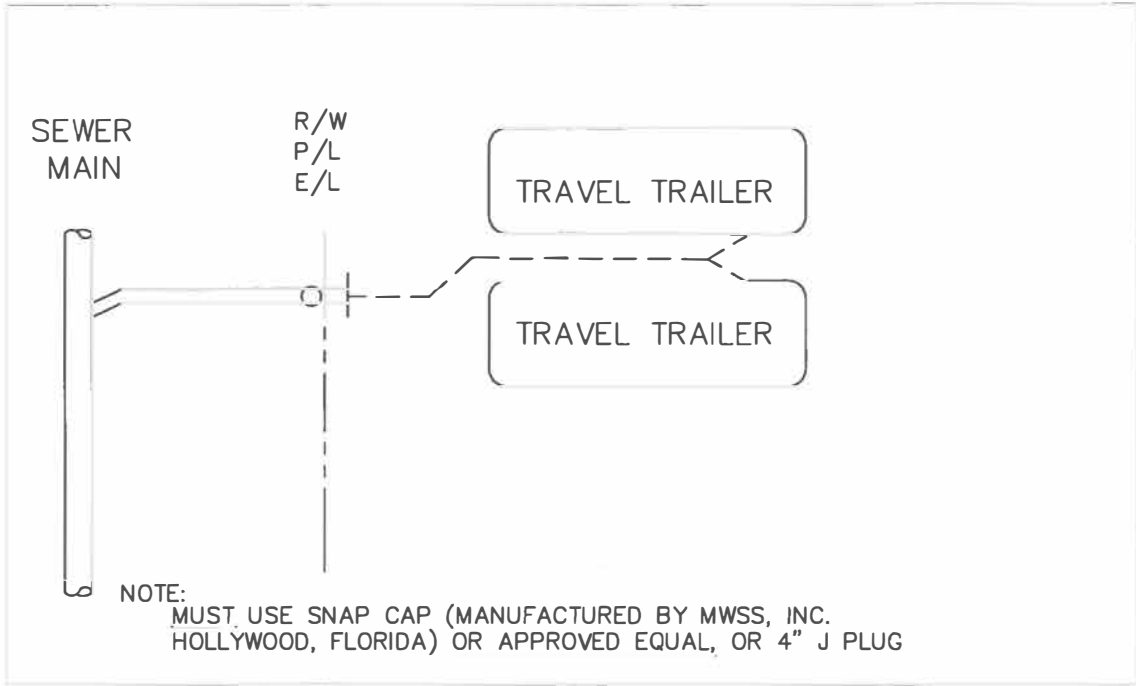 SEWER
MAIN
R/W
P/L
E/L
TRAVEL TRAILER
TRAVEL TRAILER
NOTE:
MUST USE SNAP CAP (MANUFACTURED BY MWSS, INC.
HOLLYWOOD, FLORIDA) OR APPROVED EQUAL, OR 4" J PLUG